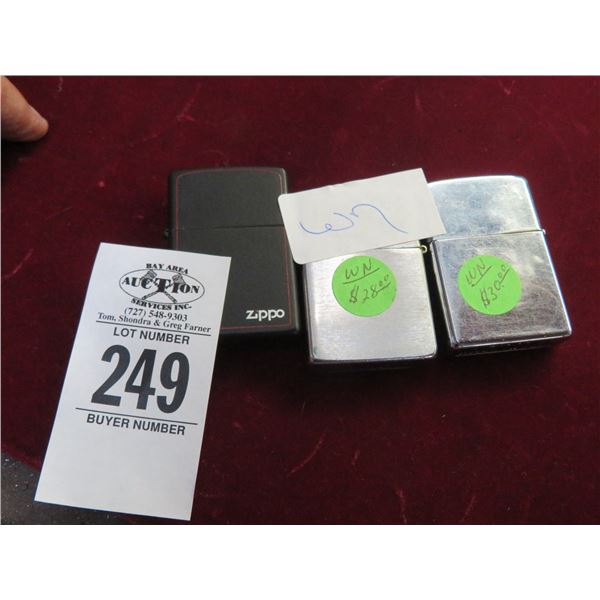 BAY AREA
AUCTION
SERVICES INC.
(727) 548-9303
Tom, Shondra & Greg Farner
LOT NUMBER
249
BUYER NUMBER
zippo
wn
WN
$28.00
WN
$30.00